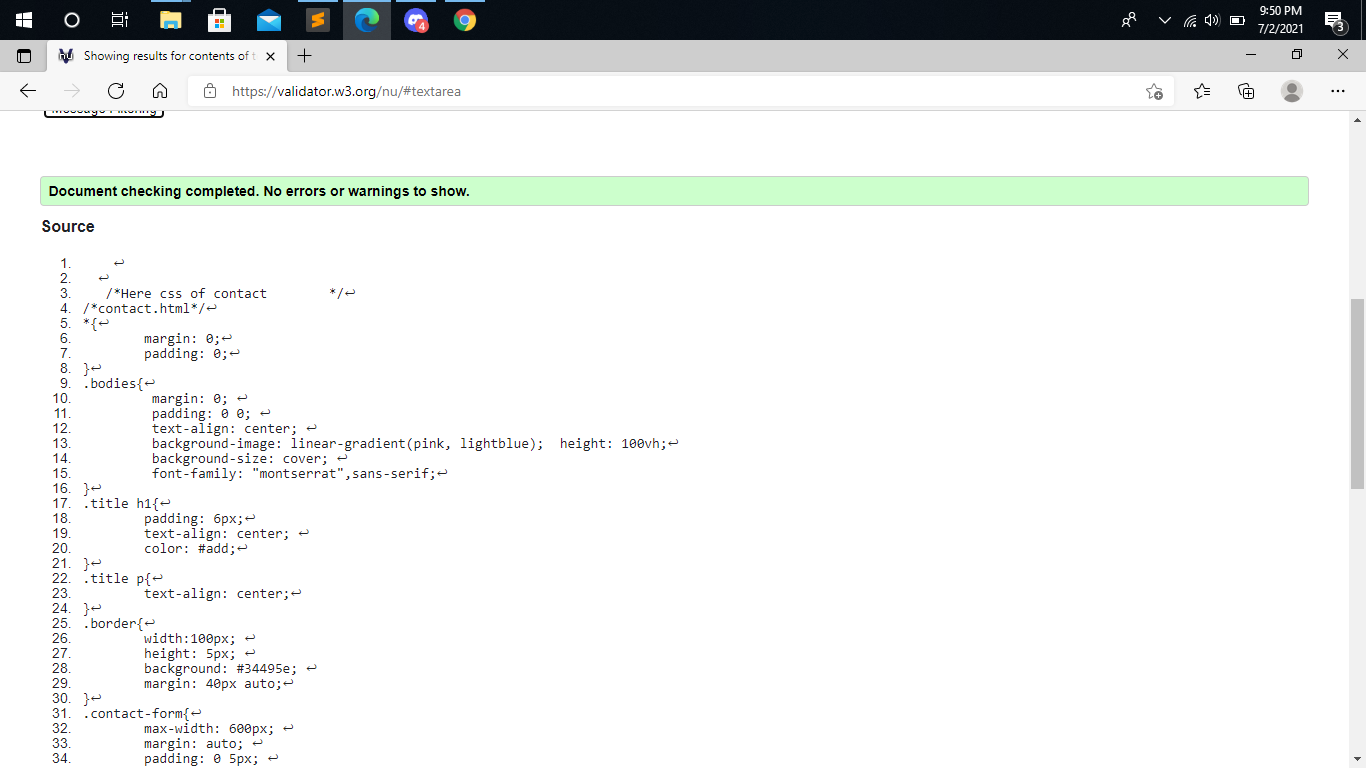 9:50 PM
7/2/2021
4
3
Showing results for contents of t
https://validator.w3.org/nu/#textarea
Message Filtering
Document checking completed. No errors or warnings to show.
Source
1. ↩
2. ↩
3. /*Here css of contact */↩
4. /*contact.html*/↩
5. *{↩
6. margin: 0;↩
7. padding: 0;↩
8. }↩
9. .bodies{↩
10. margin: 0; ↩
11. padding: 0 0; ↩
12. text-align: center; ↩
13. background-image: linear-gradient(pink, lightblue); height: 100vh;↩
14. background-size: cover; ↩
15. font-family: "montserrat",sans-serif;↩
16. }↩
17. .title h1{↩
18. padding: 6px;↩
19. text-align: center; ↩
20. color: #add;↩
21. }↩
22. .title p{↩
23. text-align: center;↩
24. }↩
25. .border{↩
26. width:100px; ↩
27. height: 5px; ↩
28. background: #34495e; ↩
29. margin: 40px auto;↩
30. }↩
31. .contact-form{↩
32. max-width: 600px; ↩
33. margin: auto; ↩
34. padding: 0 5px; ↩